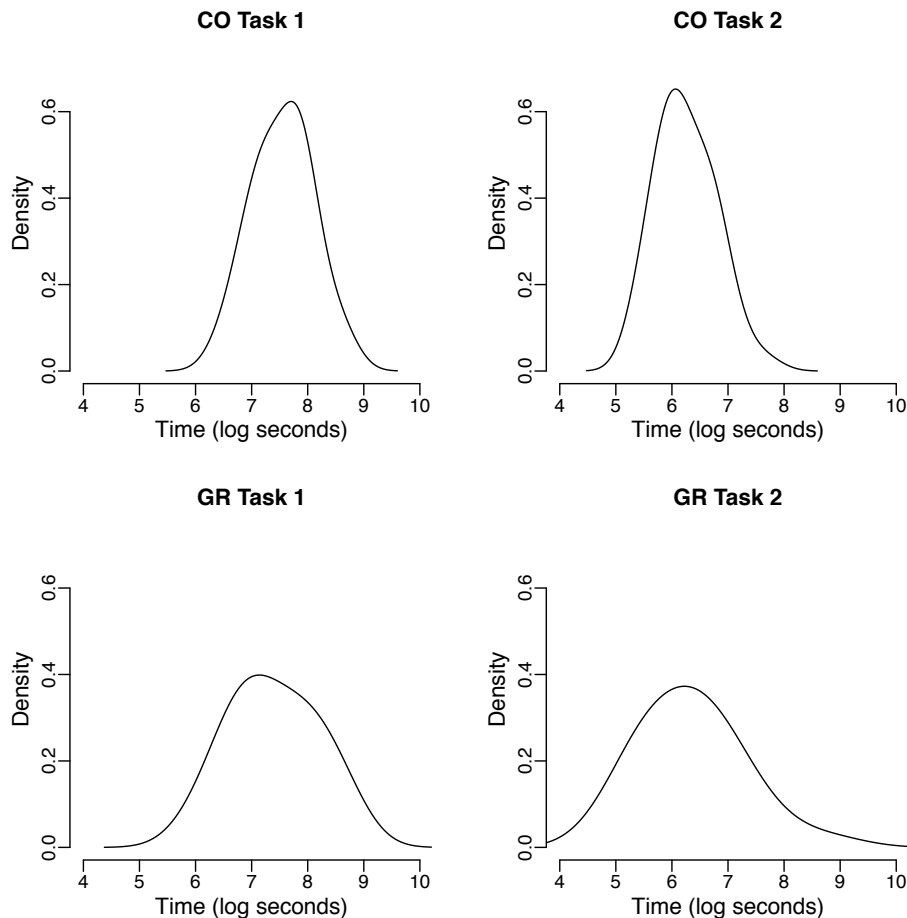 CO Task 1
0.0 0.2 0.4 0.6
Density
4 5 6 7 8 9 10
Time (log seconds)
CO Task 2
0.0 0.2 0.4 0.6
Density
4 5 6 7 8 9 10
Time (log seconds)
GR Task 1
0.0 0.2 0.4 0.6
Density
4 5 6 7 8 9 10
Time (log seconds)
GR Task 2
0.0 0.2 0.4 0.6
Density
4 5 6 7 8 9 10
Time (log seconds)